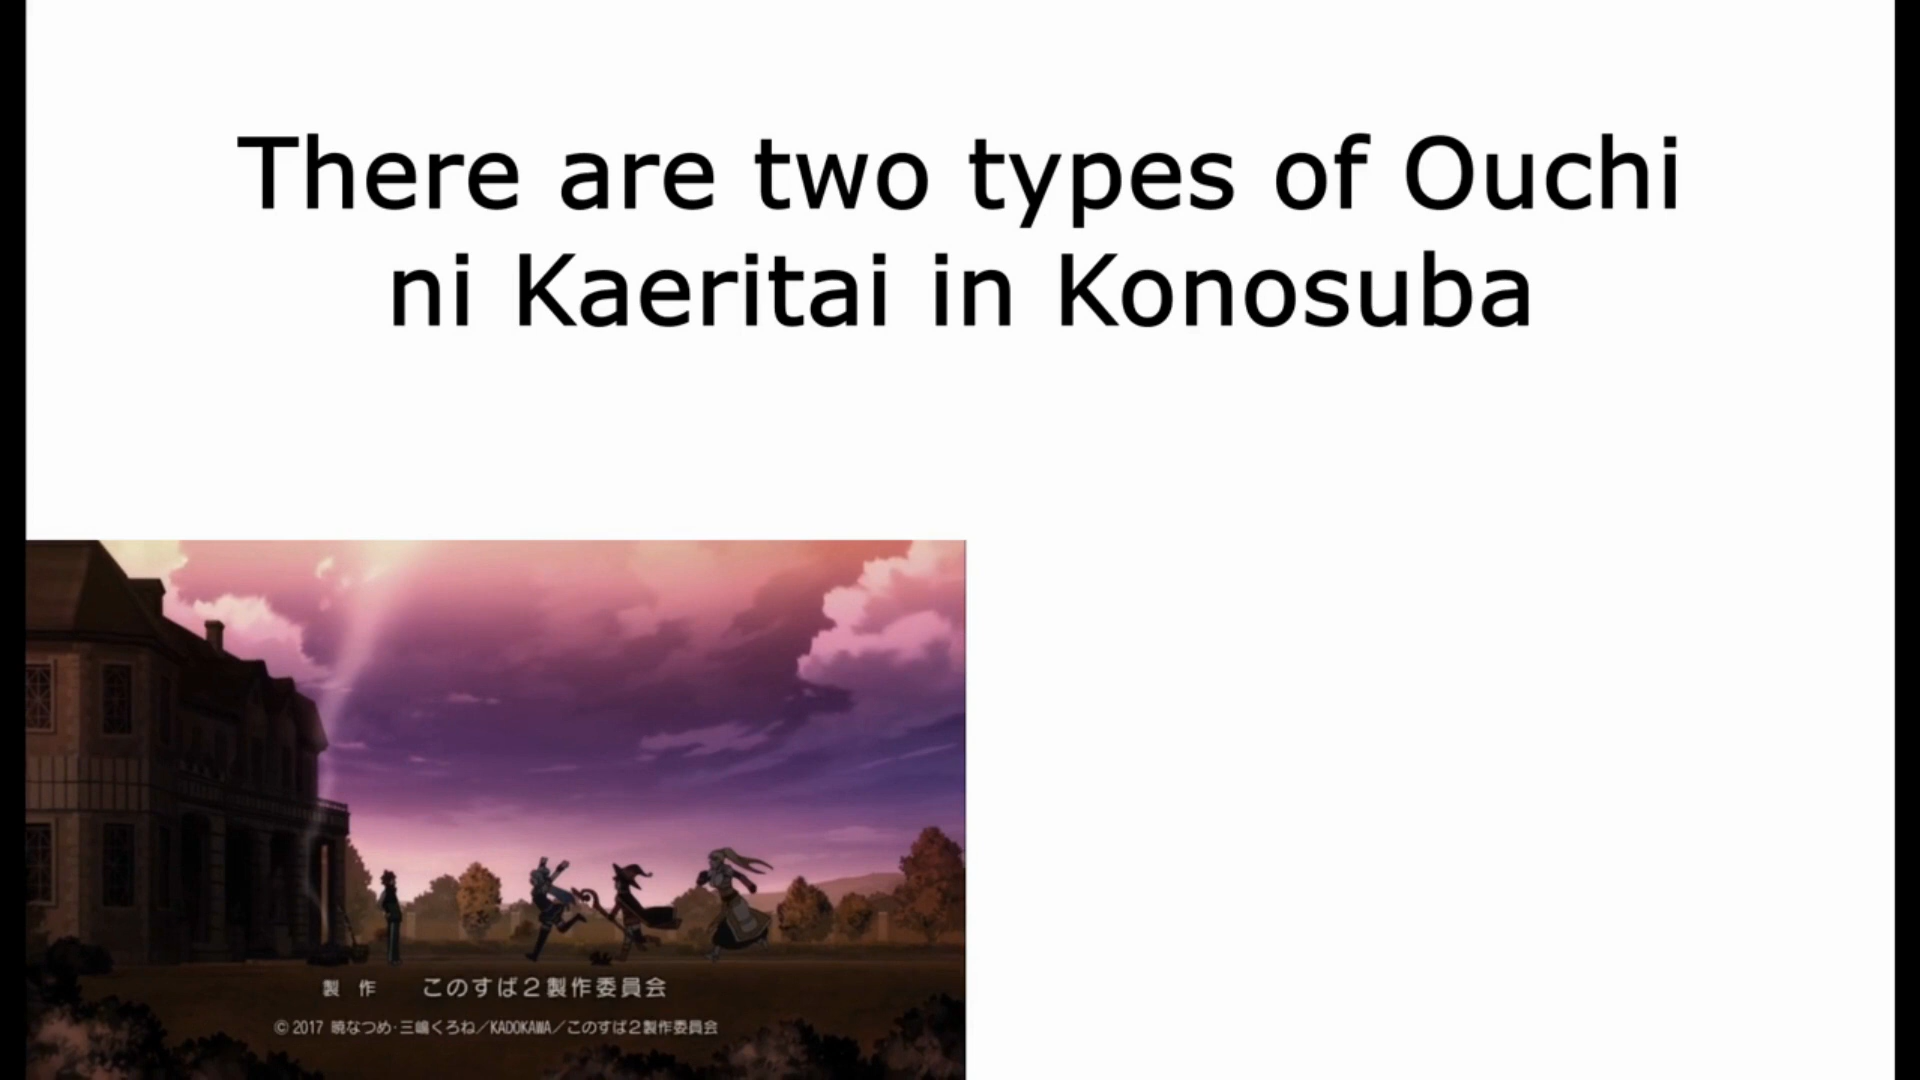 There are two types of Ouchi
ni Kaeritai in Konosuba
製 作 このすば2製作委員会
© 2017 暁なつめ・三嶋くろね／KADOKAWA／このすば2製作委員会